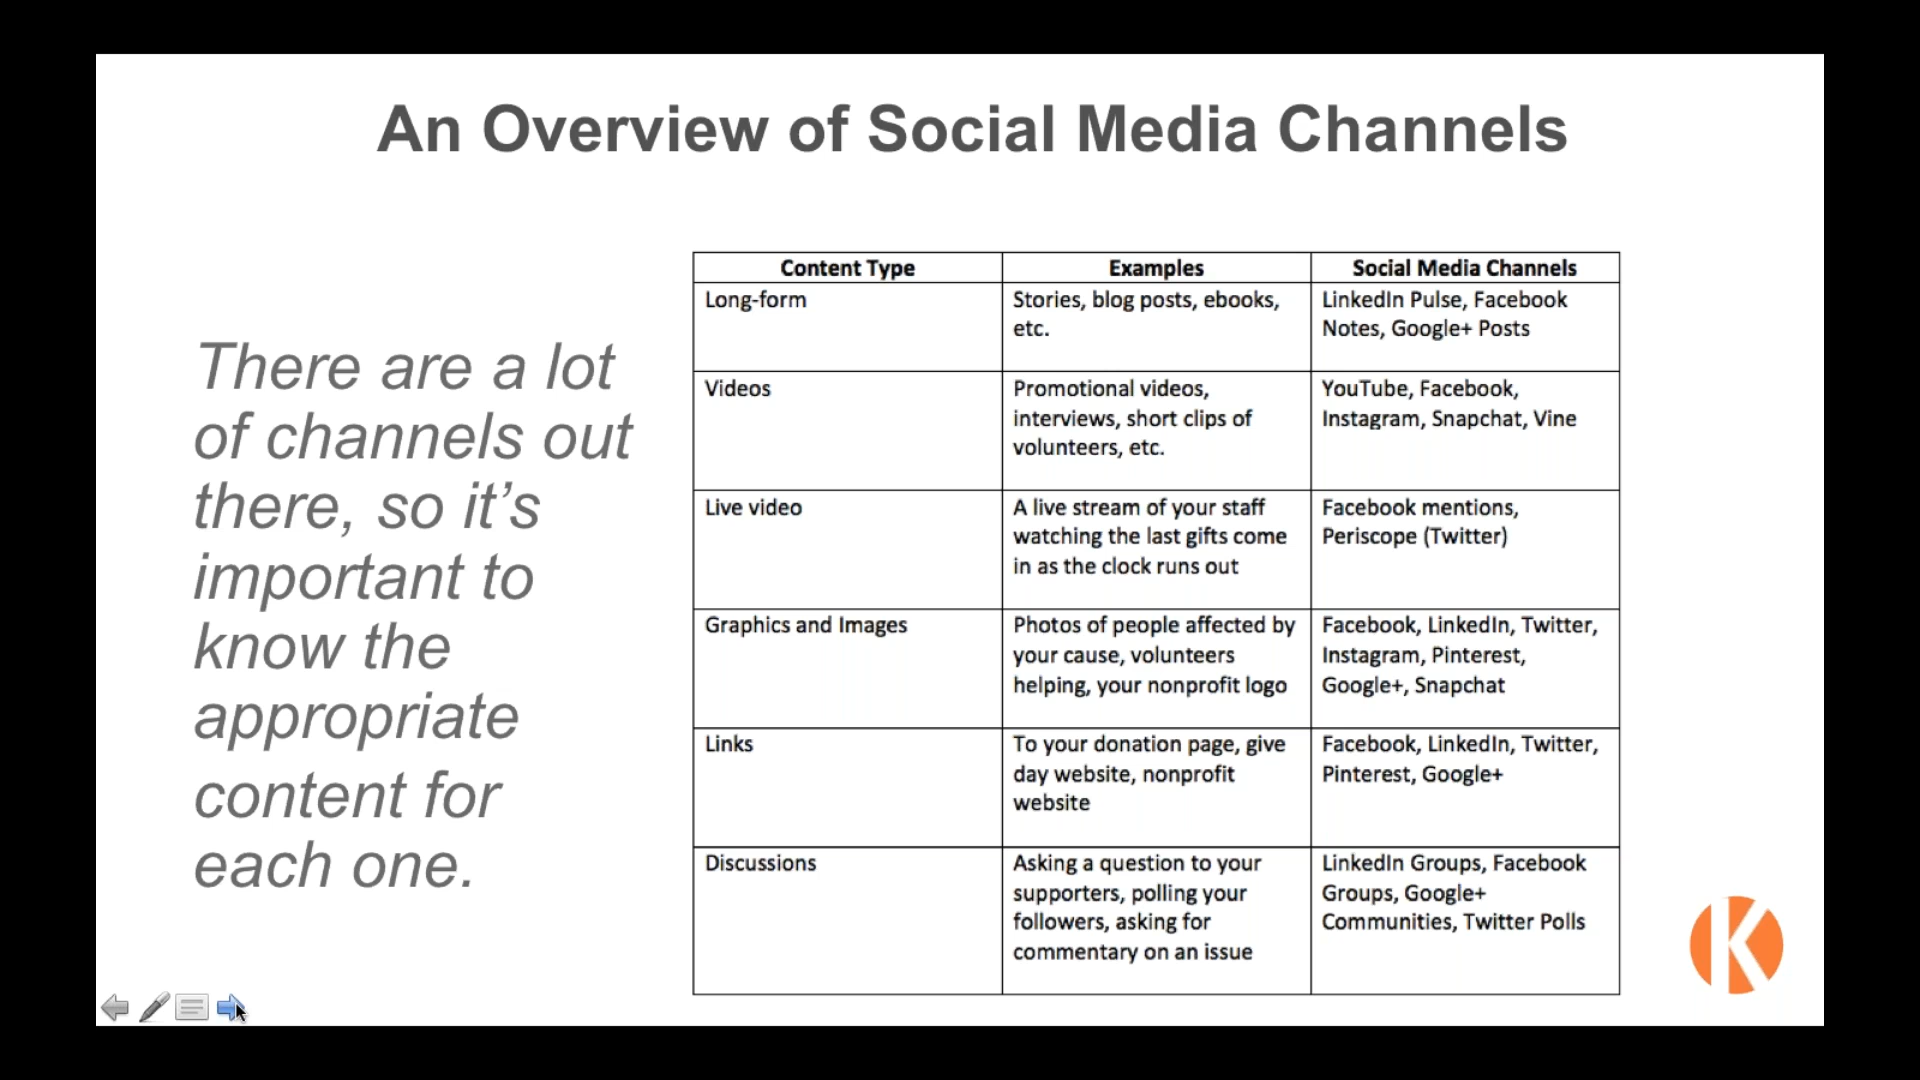 An Overview of Social Media Channels
There are a lot
of channels out
there, so it’s
important to
know the
appropriate
content for
each one.
Content Type Examples Social Media Channels
Long-form
Stories, blog posts, ebooks,
etc.
LinkedIn Pulse, Facebook
Notes, Google+ Posts
Videos
Promotional videos,
interviews, short clips of
volunteers, etc.
YouTube, Facebook,
Instagram, Snapchat, Vine
Live video
A live stream of your staff
watching the last gifts come
in as the clock runs out
Facebook mentions,
Periscope (Twitter)
Graphics and Images
Photos of people affected by
your cause, volunteers
helping, your nonprofit logo
Facebook, LinkedIn, Twitter,
Instagram, Pinterest,
Google+, Snapchat
Links
To your donation page, give
day website, nonprofit
website
Facebook, LinkedIn, Twitter,
Pinterest, Google+
Discussions
Asking a question to your
supporters, polling your
followers, asking for
commentary on an issue
LinkedIn Groups, Facebook
Groups, Google+
Communities, Twitter Polls
K